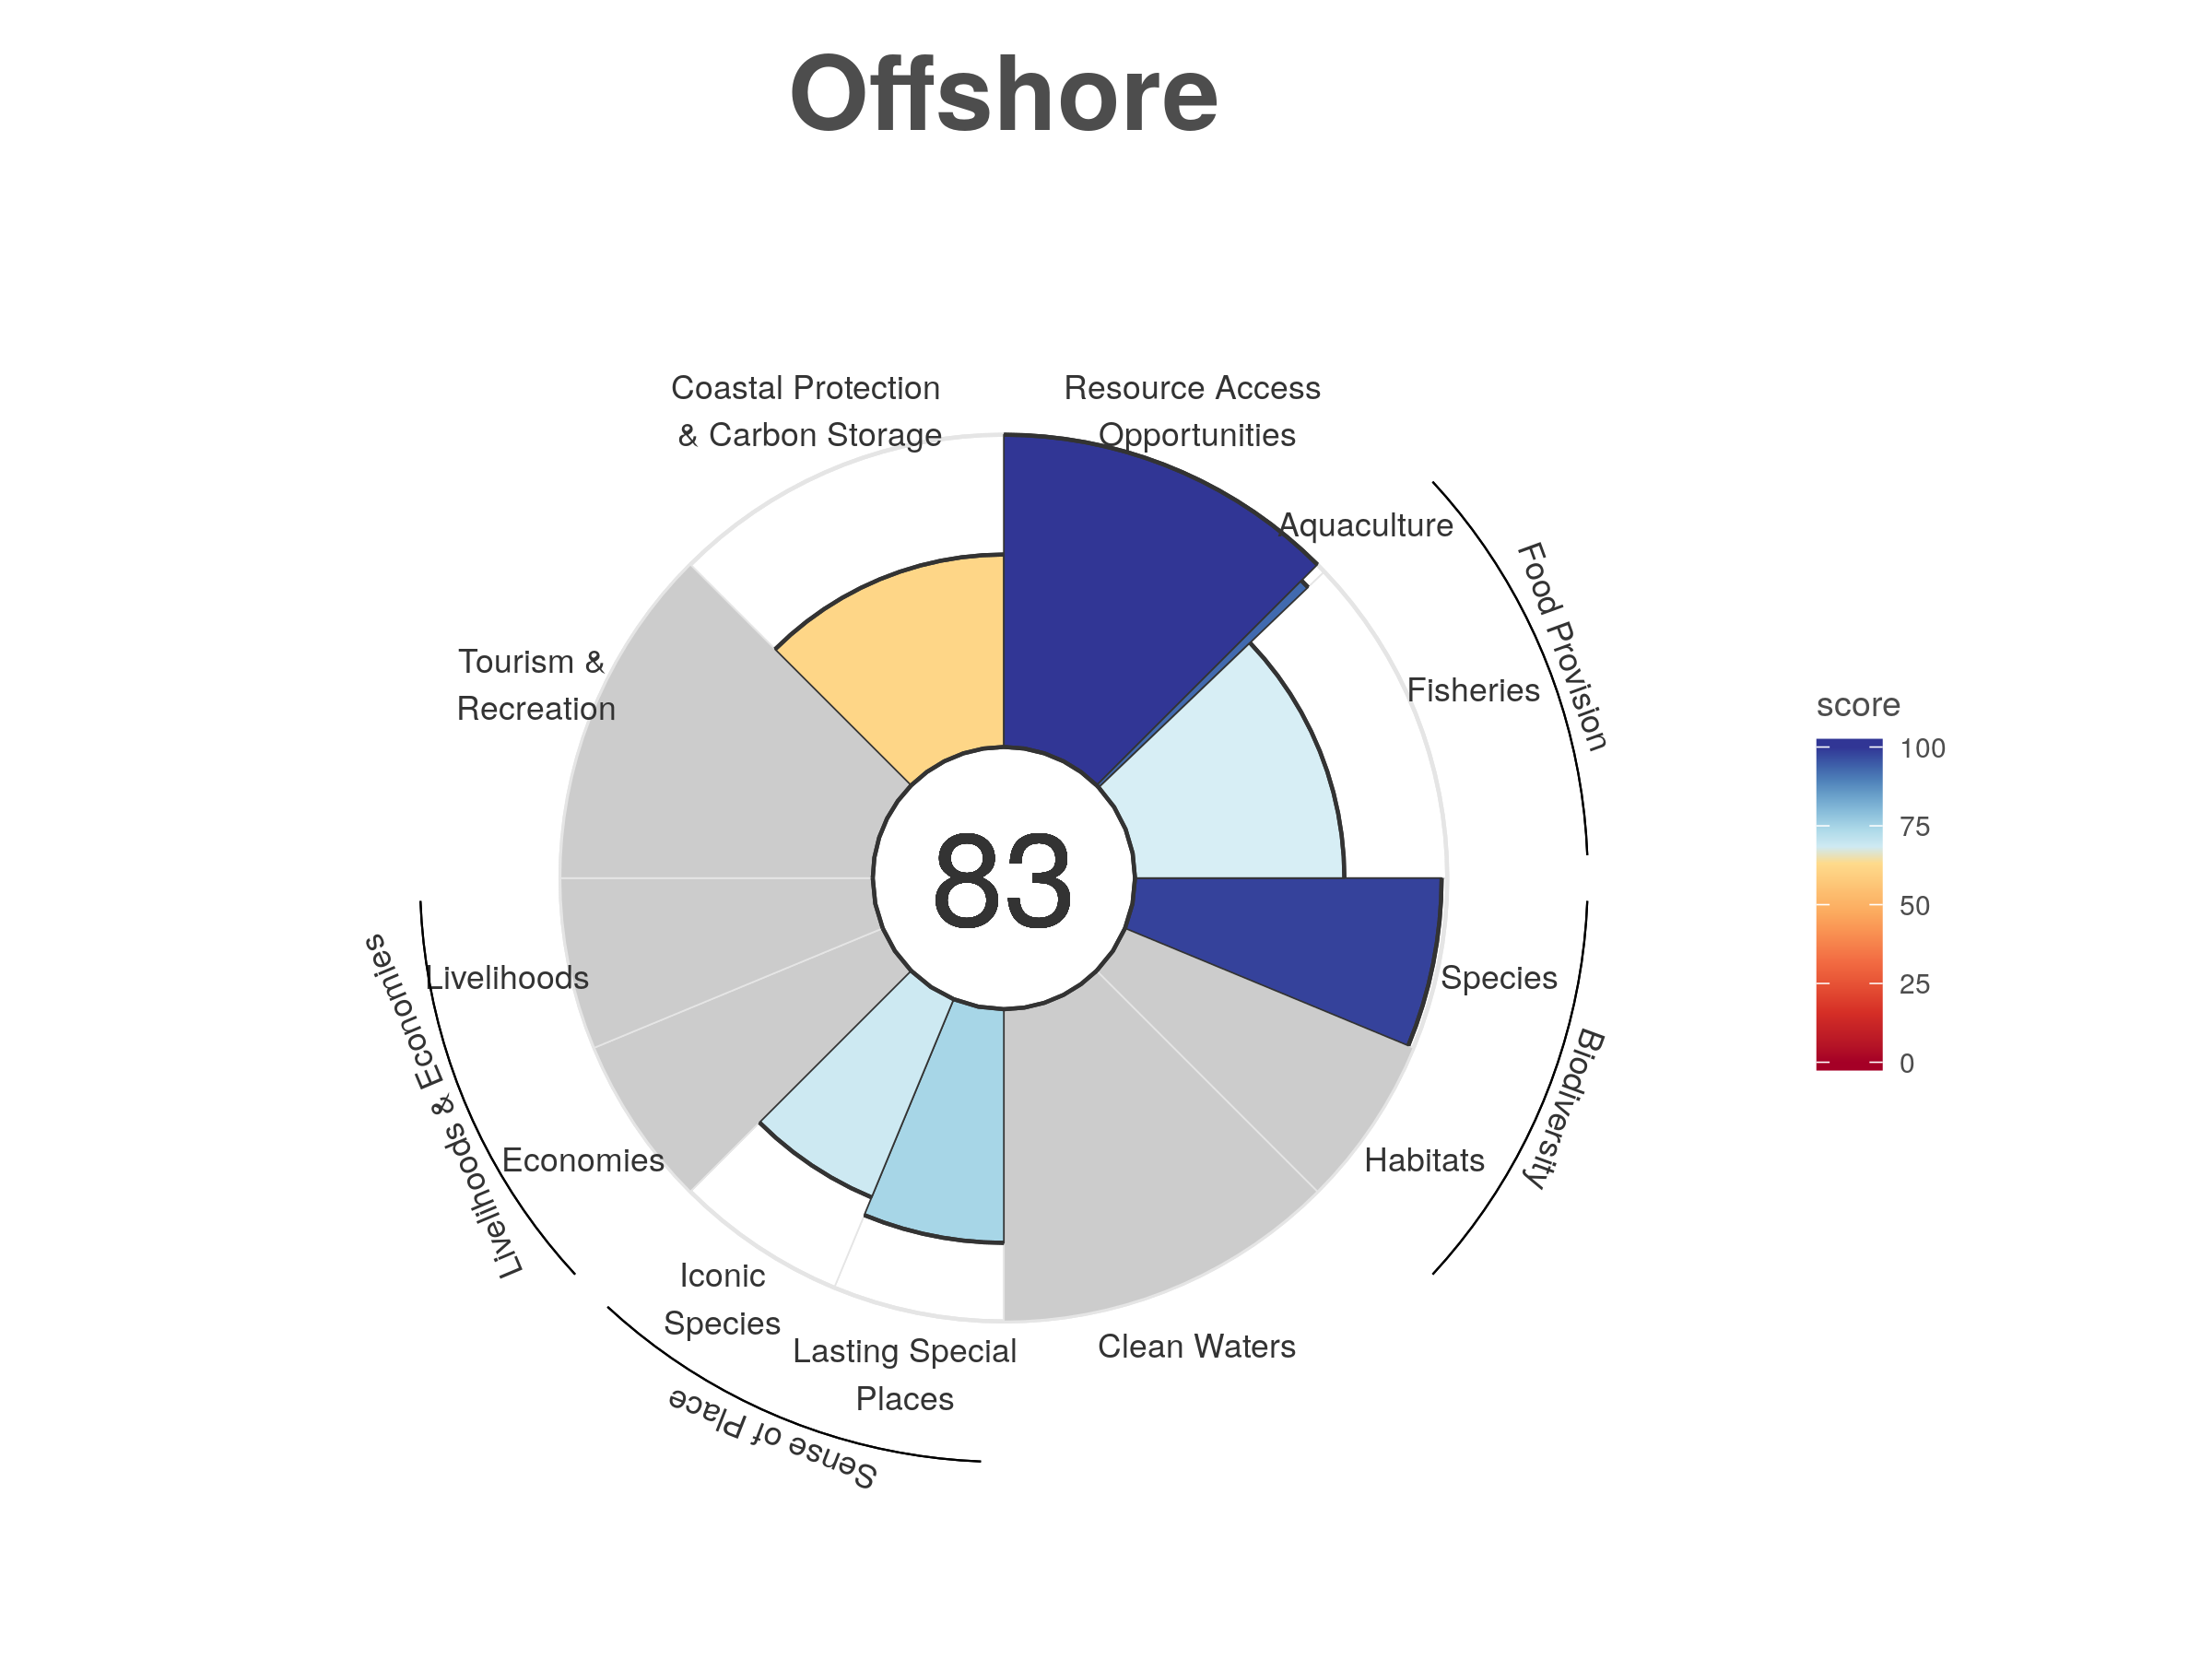 Offshore
Coastal Protection
& Carbon Storage
Resource Access
Opportunities
Aquaculture
Food Provision
Fisheries
Tourism &
Recreation
score
100
75
50
25
0
83
Species
Livelihoods
Livelihoods & Economies
Biodiversity
Economies
Habitats
Iconic
Species
Lasting Special
Places
Clean Waters
Sense of Place